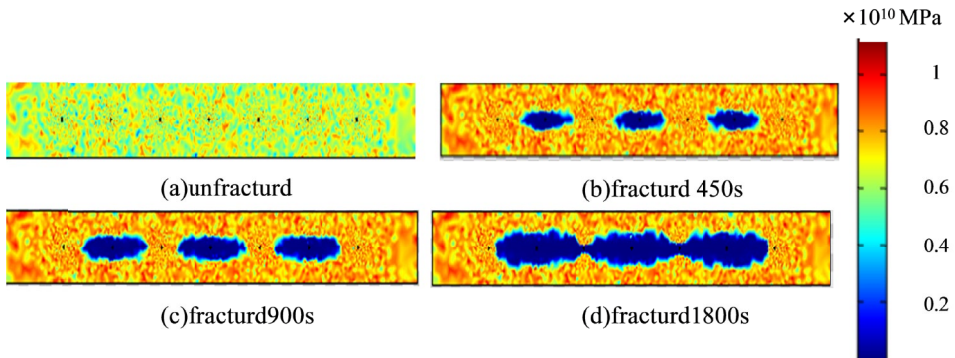 ×10¹⁰ MPa
1
0.8
0.6
0.4
0.2
(a)unfracturd
(b)fracturd 450s
(c)fracturd900s
(d)fracturd1800s